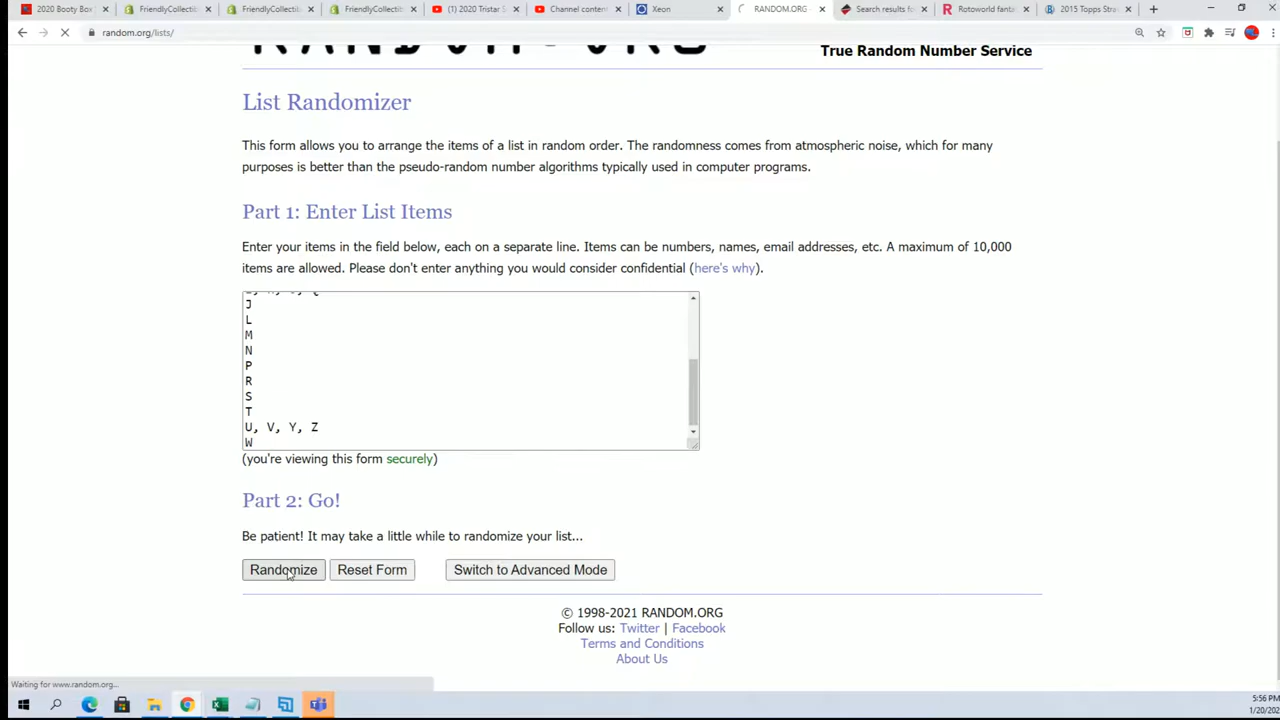 2020 Booty Box
FriendlyCollecti
FriendlyCollecti
FriendlyCollecti
(1) 2020 Tristar S
Channel content
Xeon
RANDOM.ORG
Search results fo
Rotoworld fanta
2015 Topps Stra
random.org/lists/
RANDOM.ORG
True Random Number Service
List Randomizer
This form allows you to arrange the items of a list in random order. The randomness comes from atmospheric noise, which for many
purposes is better than the pseudo-random number algorithms typically used in computer programs.
Part 1: Enter List Items
Enter your items in the field below, each on a separate line. Items can be numbers, names, email addresses, etc. A maximum of 10,000
items are allowed. Please don't enter anything you would consider confidential (here's why).
J
L
M
N
P
R
S
T
U, V, Y, Z
W
(you're viewing this form securely)
Part 2: Go!
Be patient! It may take a little while to randomize your list...
Randomize Reset Form Switch to Advanced Mode
© 1998-2021 RANDOM.ORG
Follow us: Twitter | Facebook
Terms and Conditions
About Us
Waiting for www.random.org...
5:56 PM
1/20/202